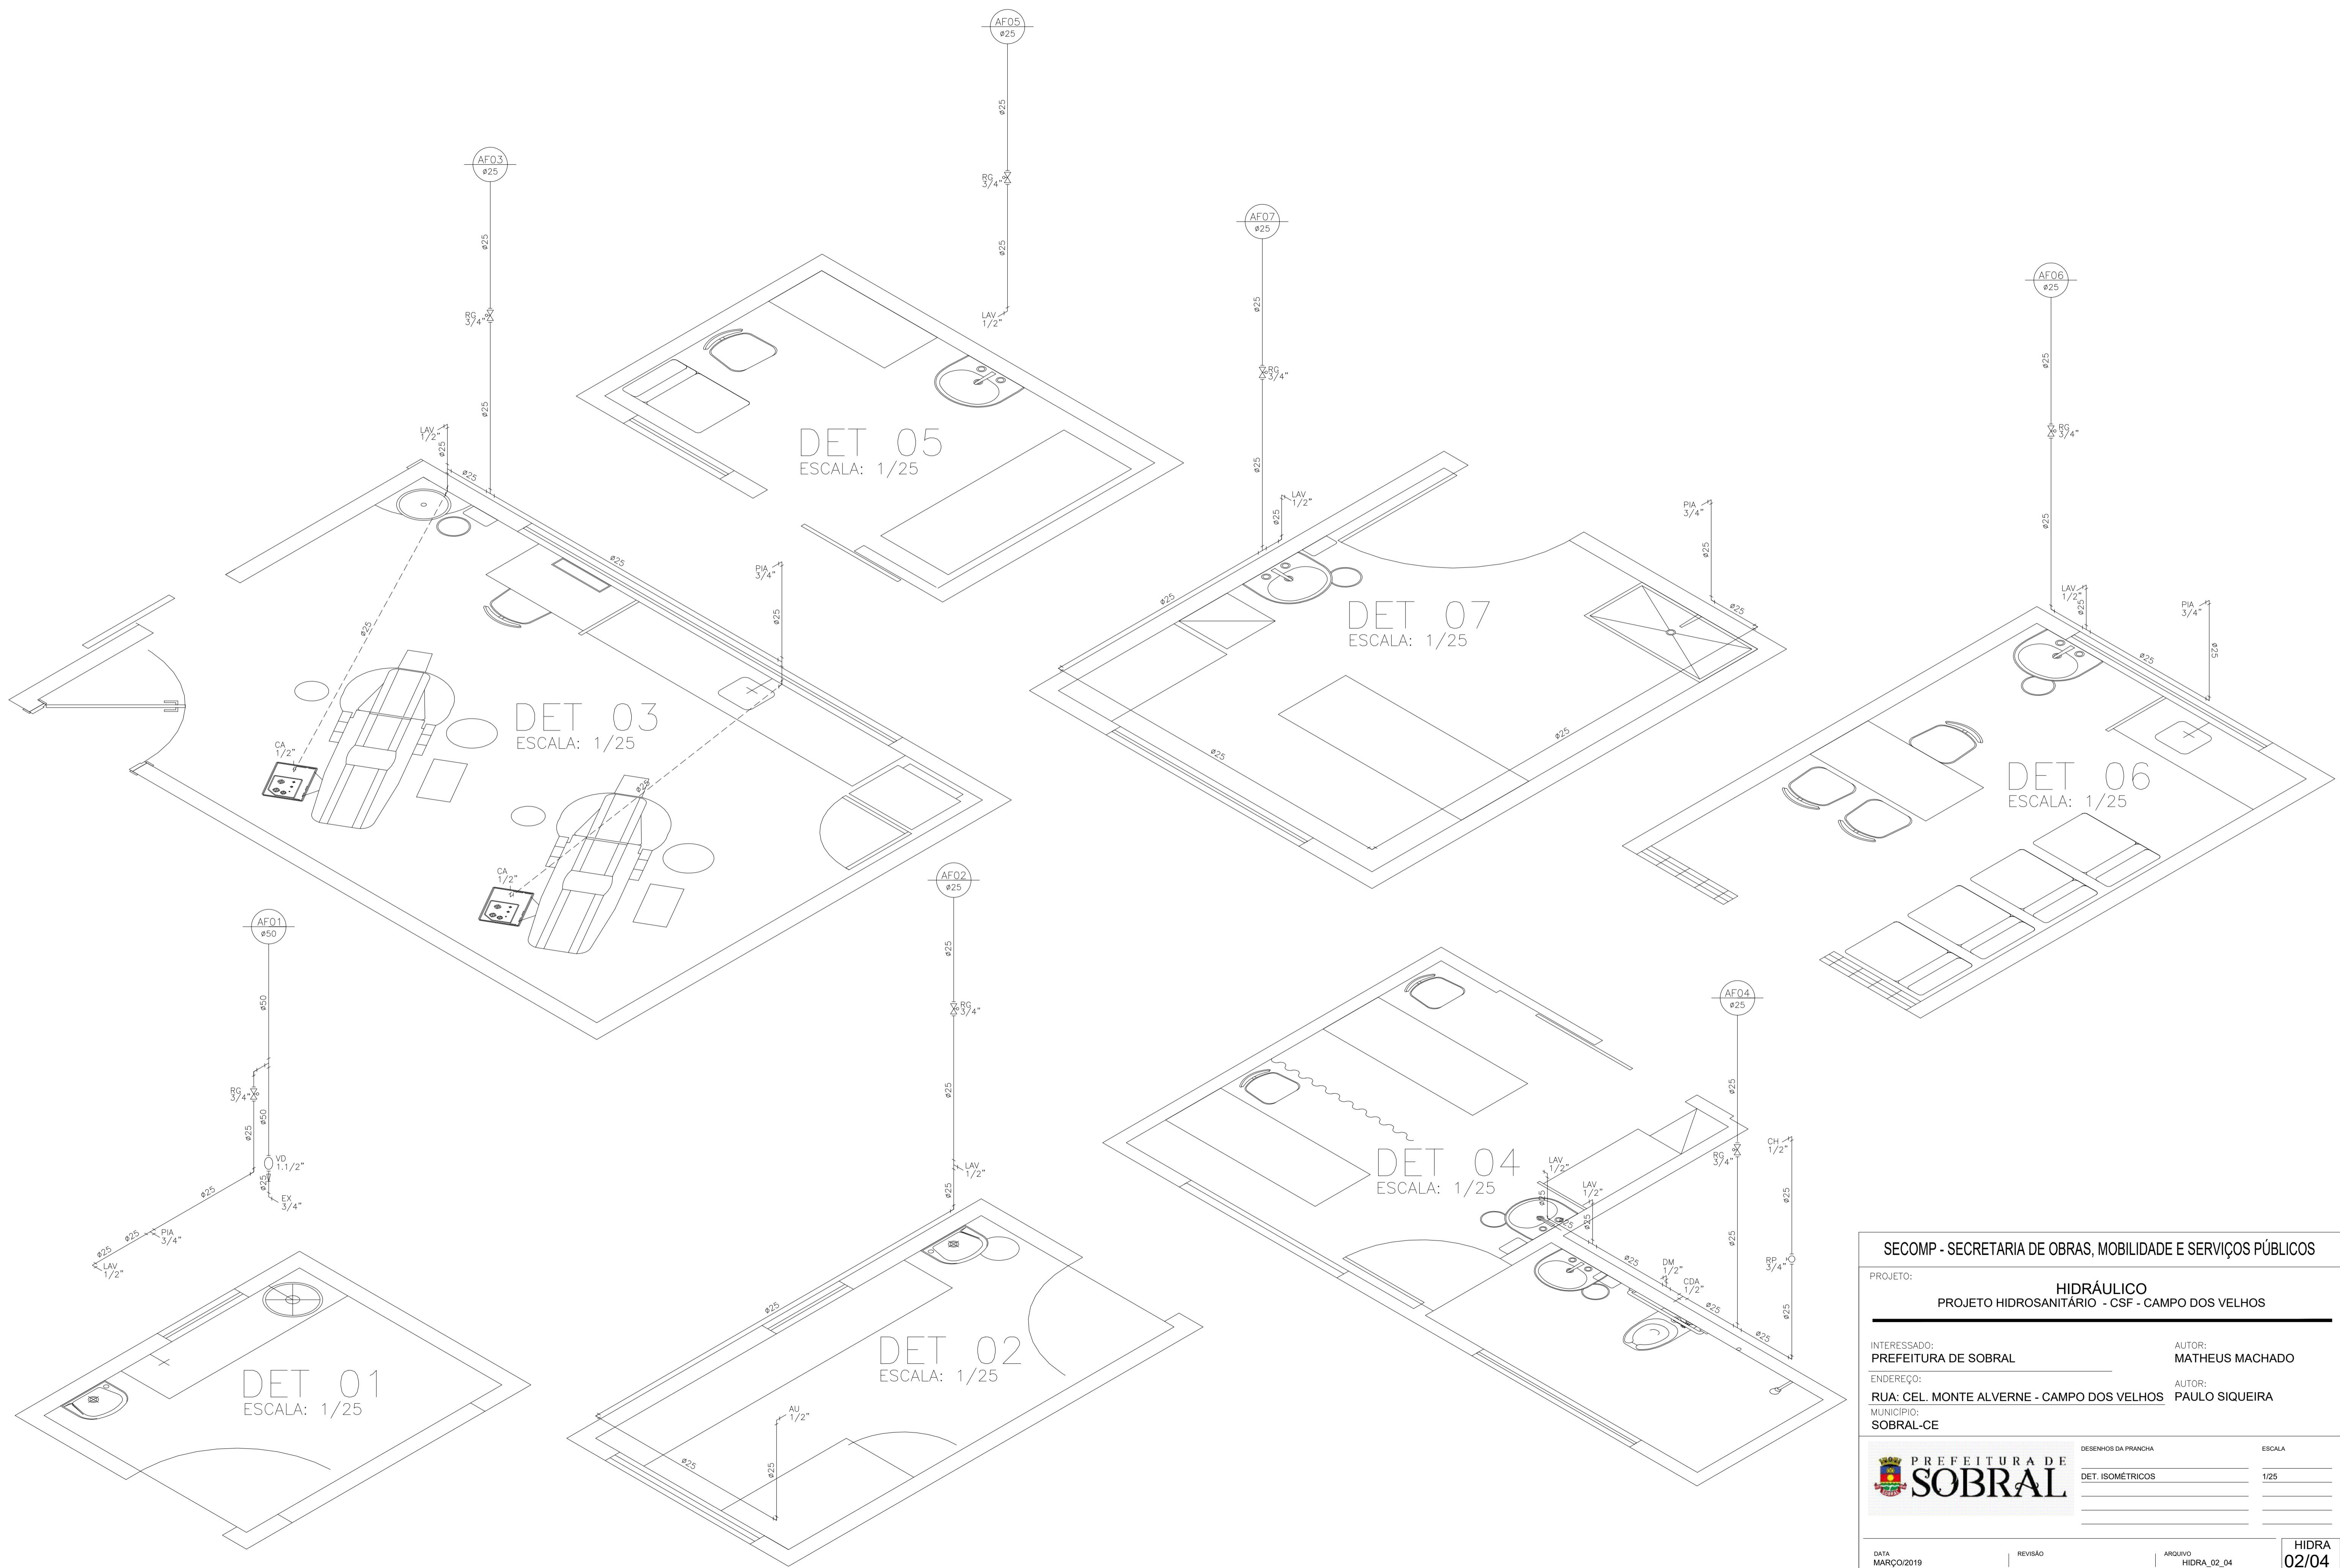 AF05
ø25
ø25
RG
3/4"
ø25
LAV
1/2"
DET 05
ESCALA: 1/25
AF03
ø25
ø25
RG
3/4"
ø25
LAV
1/2"
ø25
ø25
ø25
PIA
3/4"
ø25
ø25
CA
1/2"
ø25
CA
1/2"
DET 03
ESCALA: 1/25
AF07
ø25
ø25
RG
3/4"
ø25
LAV
1/2"
ø25
ø25
ø25
ø25
PIA
3/4"
ø25
ø25
DET 07
ESCALA: 1/25
AF06
ø25
ø25
RG
3/4"
ø25
LAV
1/2"
ø25
ø25
PIA
3/4"
ø25
DET 06
ESCALA: 1/25
AF01
ø50
ø50
RG
3/4"
ø50
ø25
VD
1.1/2"
ø25
EX
3/4"
ø25
PIA
3/4"
ø25
ø25
LAV
1/2"
DET 01
ESCALA: 1/25
AF02
ø25
ø25
RG
3/4"
ø25
LAV
1/2"
ø25
ø25
ø25
AU
1/2"
ø25
DET 02
ESCALA: 1/25
AF04
ø25
ø25
RG
3/4"
ø25
CH
1/2"
ø25
RP
3/4"
ø25
LAV
1/2"
ø25
LAV
1/2"
ø25
ø25
ø25
DM
1/2"
CDA
1/2"
ø25
ø25
DET 04
ESCALA: 1/25
SECOMP - SECRETARIA DE OBRAS, MOBILIDADE E SERVIÇOS PÚBLICOS
PROJETO:
HIDRÁULICO
PROJETO HIDROSANITÁRIO - CSF - CAMPO DOS VELHOS
INTERESSADO:
PREFEITURA DE SOBRAL
AUTOR:
MATHEUS MACHADO
ENDEREÇO:
RUA: CEL. MONTE ALVERNE - CAMPO DOS VELHOS
AUTOR:
PAULO SIQUEIRA
MUNICÍPIO:
SOBRAL-CE
PREFEITURA DE
SOBRAL
DESENHOS DA PRANCHA
ESCALA
DET. ISOMÉTRICOS
1/25
DATA
MARÇO/2019
REVISÃO
ARQUIVO
HIDRA_02_04
HIDRA
02/04